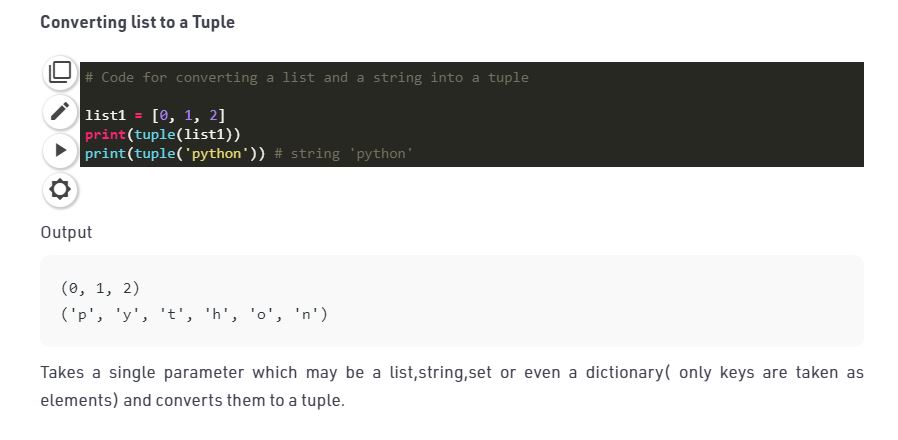 Converting list to a Tuple
# Code for converting a list and a string into a tuple
list1 = [0, 1, 2]
print(tuple(list1))
print(tuple('python')) # string 'python'
Output
(0, 1, 2)
('p', 'y', 't', 'h', 'o', 'n')
Takes a single parameter which may be a list,string,set or even a dictionary( only keys are taken as
elements) and converts them to a tuple.